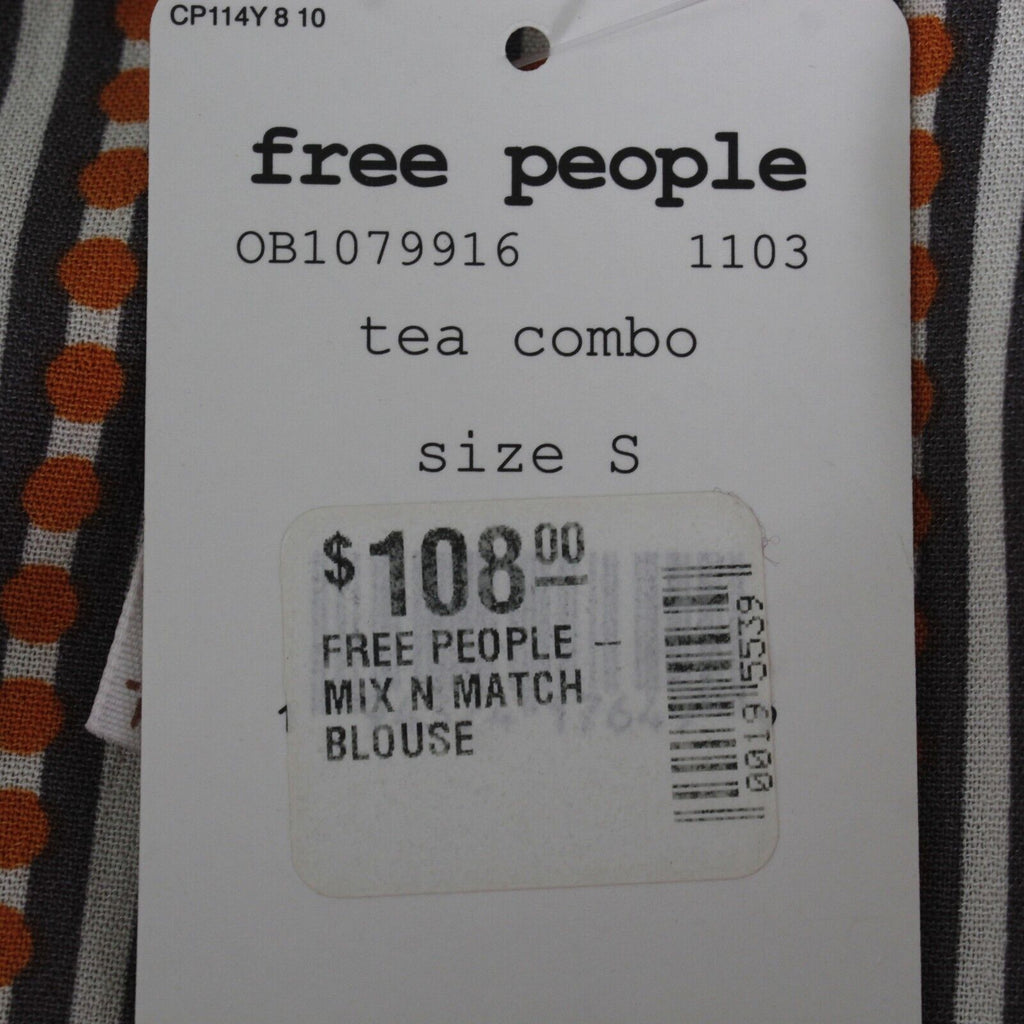 CP114Y 8 10
free people
OB1079916 1103
tea combo
size S
$108.00
FREE PEOPLE -
MIX N MATCH
BLOUSE
0019 5539